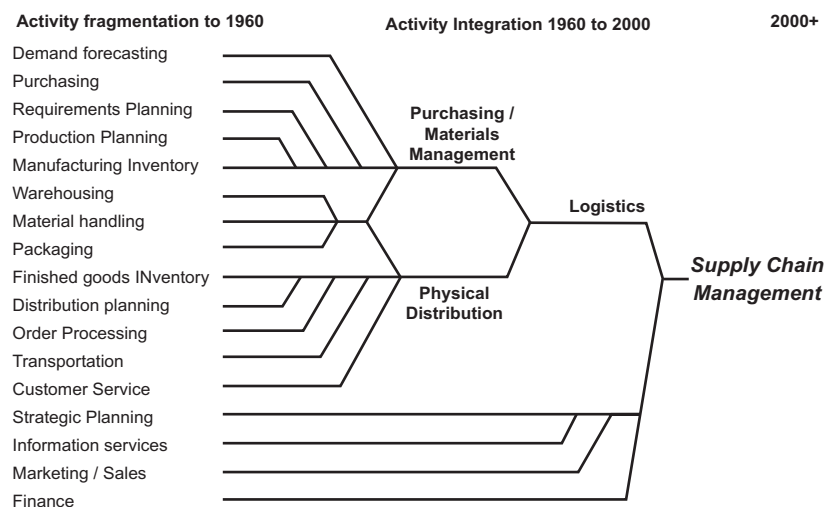 Activity fragmentation to 1960
Activity Integration 1960 to 2000
2000+
Demand forecasting
Purchasing
Requirements Planning
Production Planning
Manufacturing Inventory
Warehousing
Material handling
Packaging
Finished goods INventory
Distribution planning
Order Processing
Transportation
Customer Service
Strategic Planning
Information services
Marketing / Sales
Finance
Purchasing /
Materials
Management
Physical
Distribution
Logistics
Supply Chain
Management